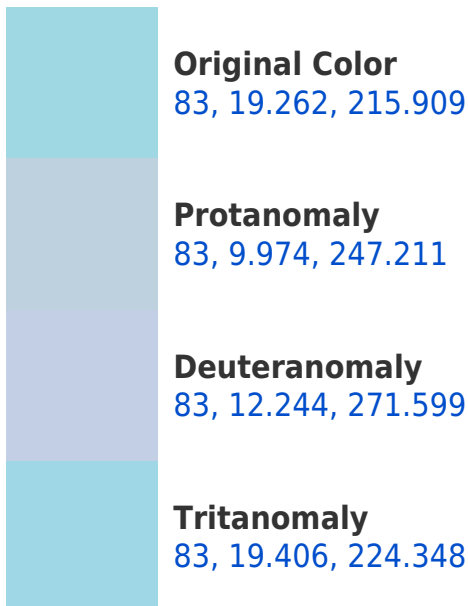 Original Color
83, 19.262, 215.909
Protanomaly
83, 9.974, 247.211
Deuteranomaly
83, 12.244, 271.599
Tritanomaly
83, 19.406, 224.348